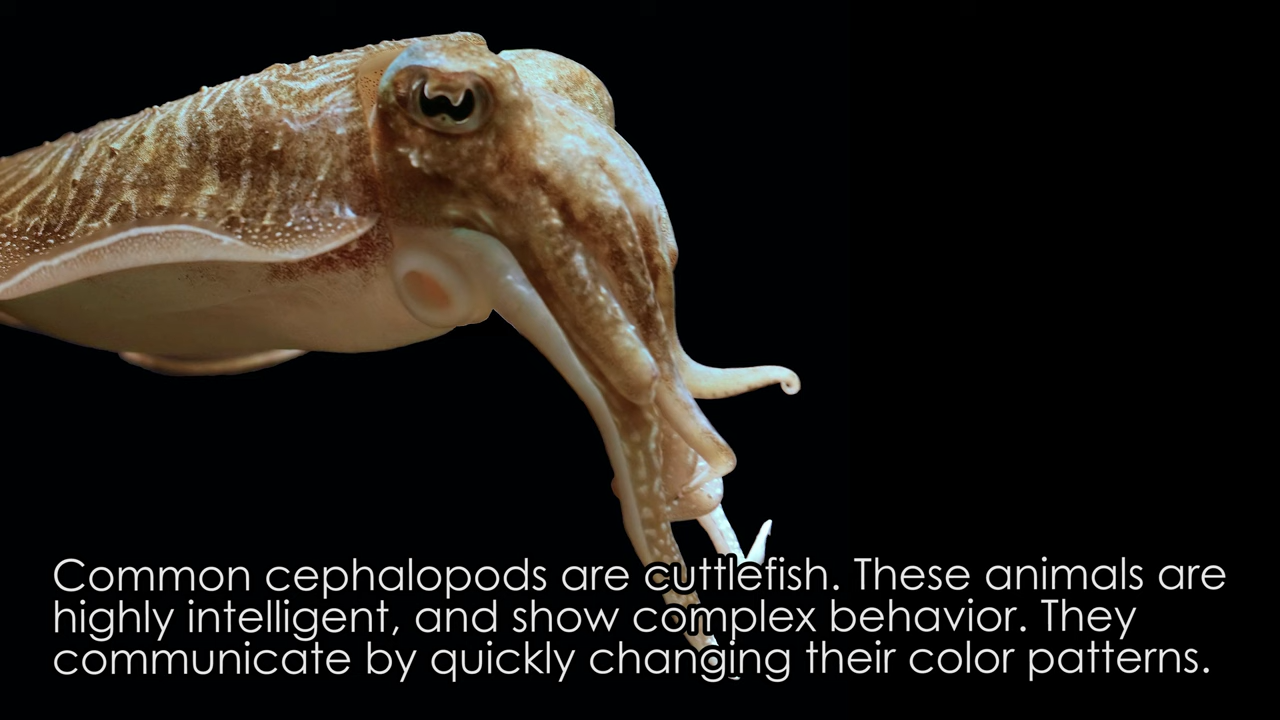 Common cephalopods are cuttlefish. These animals are
highly intelligent, and show complex behavior. They
communicate by quickly changing their color patterns.